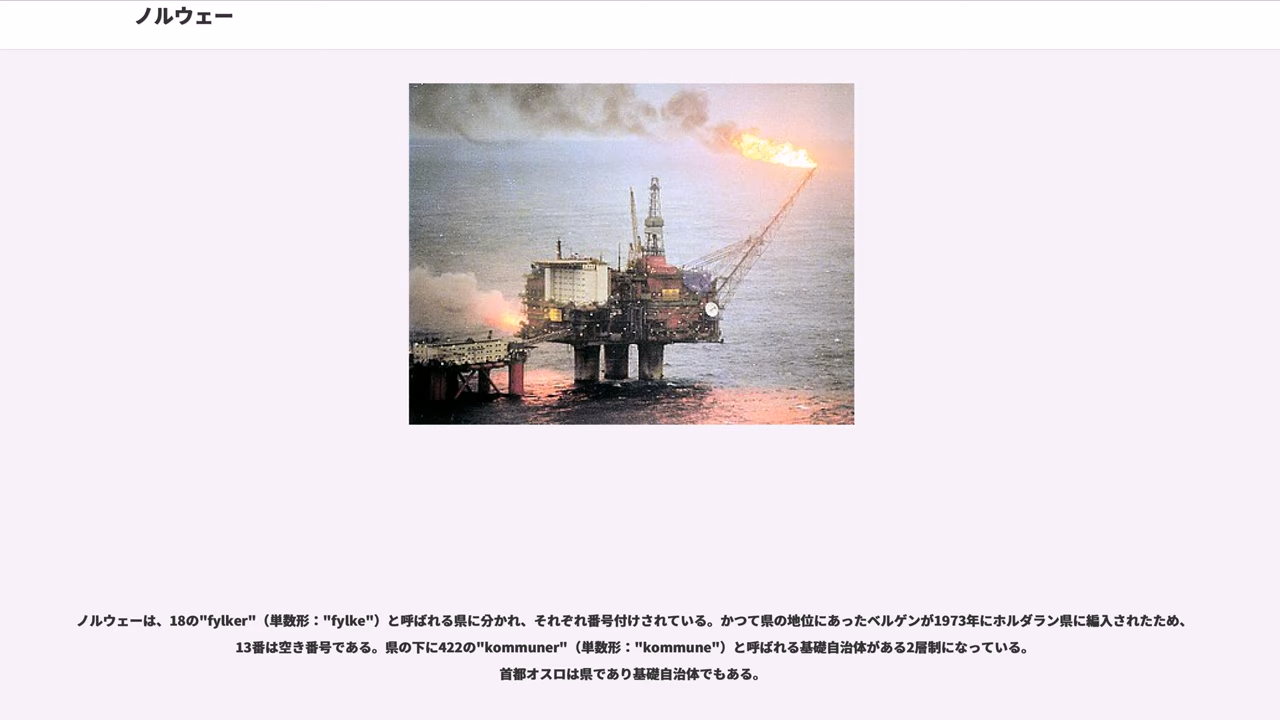 ノルウェー
ノルウェーは、18の"fylker"（単数形："fylke"）と呼ばれる県に分かれ、それぞれ番号付けされている。かつて県の地位にあったベルゲンが1973年にホルダラン県に編入されたため、
13番は空き番号である。県の下に422の"kommuner"（単数形："kommune"）と呼ばれる基礎自治体がある2層制になっている。
首都オスロは県であり基礎自治体でもある。